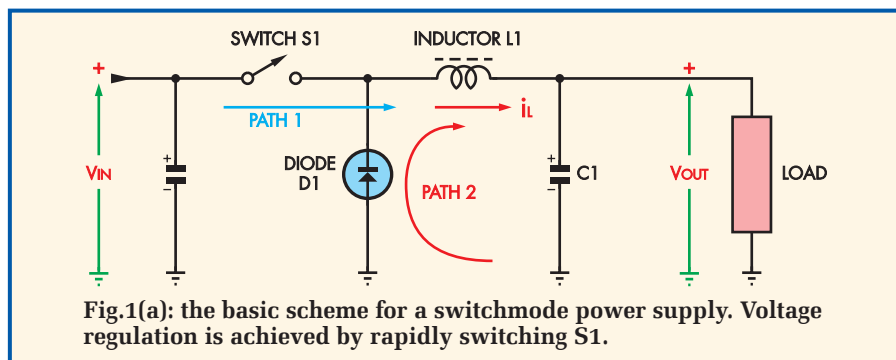 SWITCH S1
INDUCTOR L1
+
+
PATH 1
iL
VIN
+
−
DIODE
D1
PATH 2
+
−
C1
VOUT
LOAD
Fig.1(a): the basic scheme for a switchmode power supply. Voltage
regulation is achieved by rapidly switching S1.